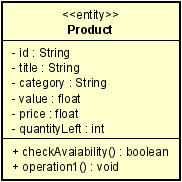 <<entity>>
Product
- id : String
- title : String
- category : String
- value : float
- price : float
- quantityLeft : int
+ checkAvaiability() : boolean
+ operation1() : void